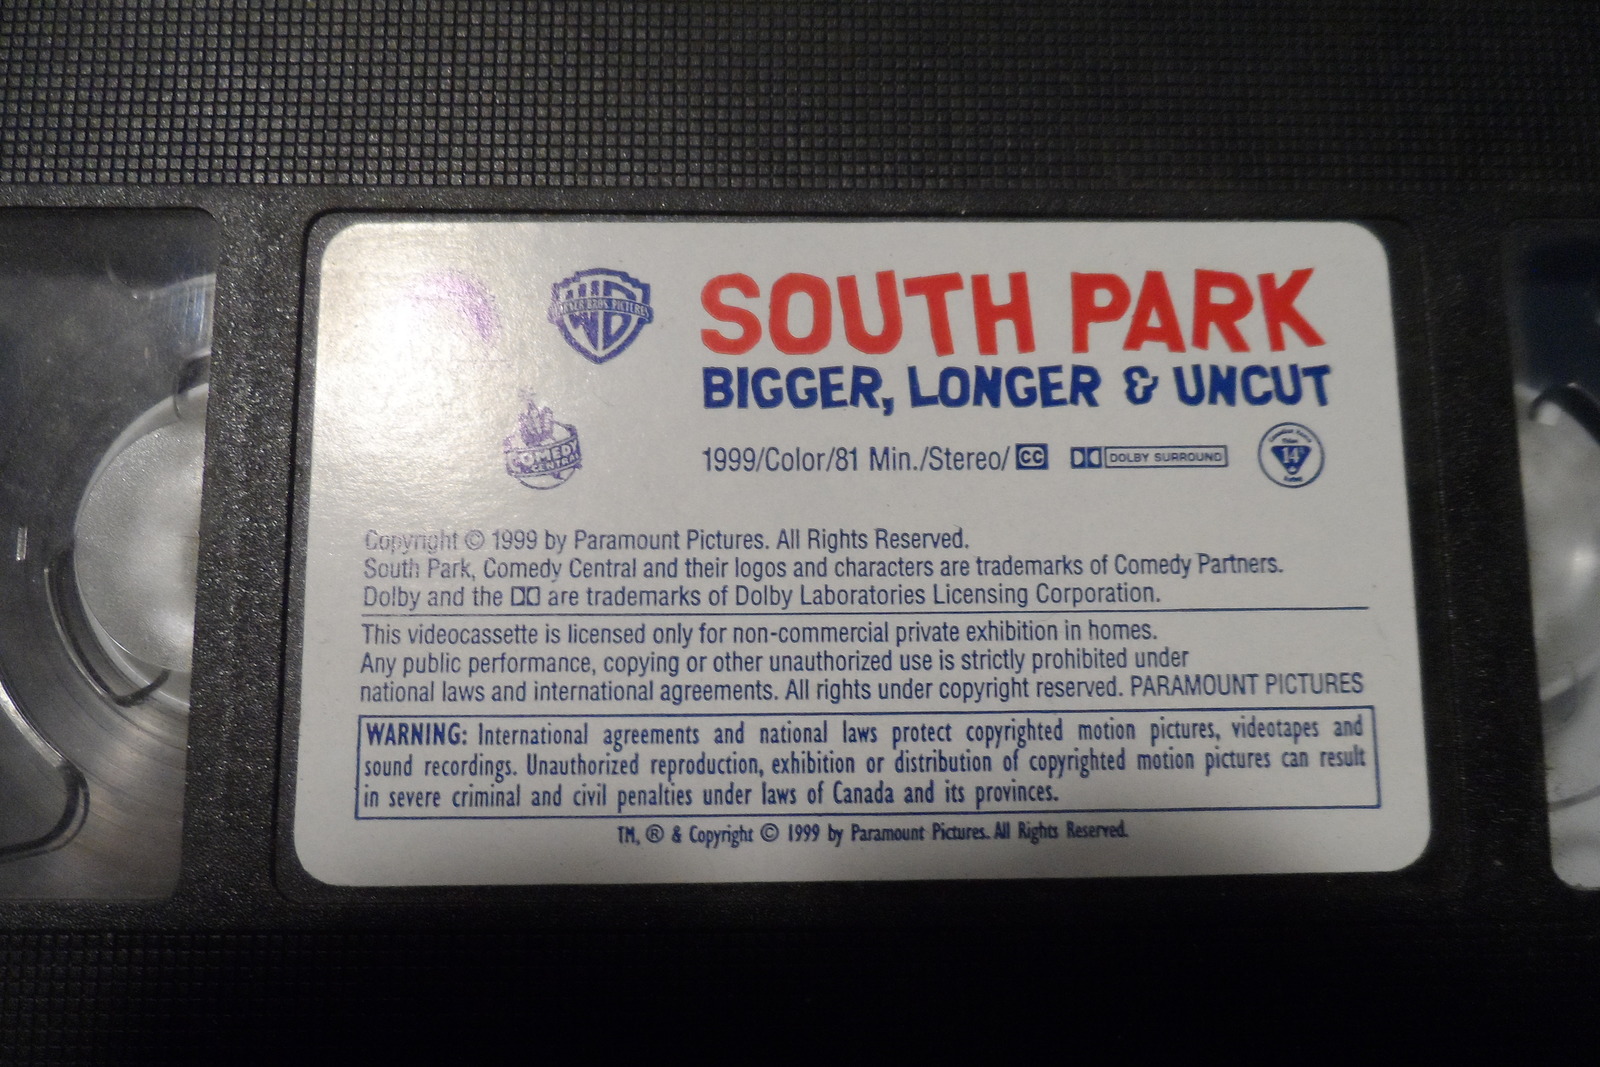 WARNER BROS PICTURES
SOUTH PARK
BIGGER, LONGER & UNCUT
COMEDY
CENTRAL
1999/Color/81 Min./Stereo/ CC DOLBY SURROUND 14
Copyright © 1999 by Paramount Pictures. All Rights Reserved.
South Park, Comedy Central and their logos and characters are trademarks of Comedy Partners.
Dolby and the DD are trademarks of Dolby Laboratories Licensing Corporation.
This videocassette is licensed only for non-commercial private exhibition in homes.
Any public performance, copying or other unauthorized use is strictly prohibited under
national laws and international agreements. All rights under copyright reserved. PARAMOUNT PICTURES
WARNING: International agreements and national laws protect copyrighted motion pictures, videotapes and
sound recordings. Unauthorized reproduction, exhibition or distribution of copyrighted motion pictures can result
in severe criminal and civil penalties under laws of Canada and its provinces.
TM, ® & Copyright © 1999 by Paramount Pictures. All Rights Reserved.